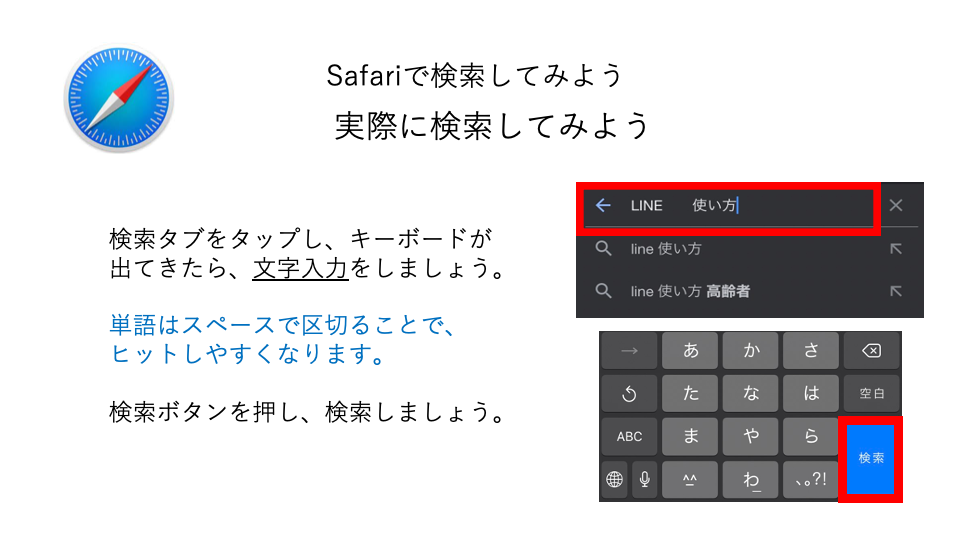 Safariで検索してみよう
実際に検索してみよう
検索タブをタップし、キーボードが
出てきたら、文字入力をしましょう。
単語はスペースで区切ることで、
ヒットしやすくなります。
検索ボタンを押し、検索しましょう。
LINE　使い方
line 使い方
line 使い方 高齢者
→ あ か さ
た な は 空白
ABC ま や ら 検索
^^ わ 、。?!